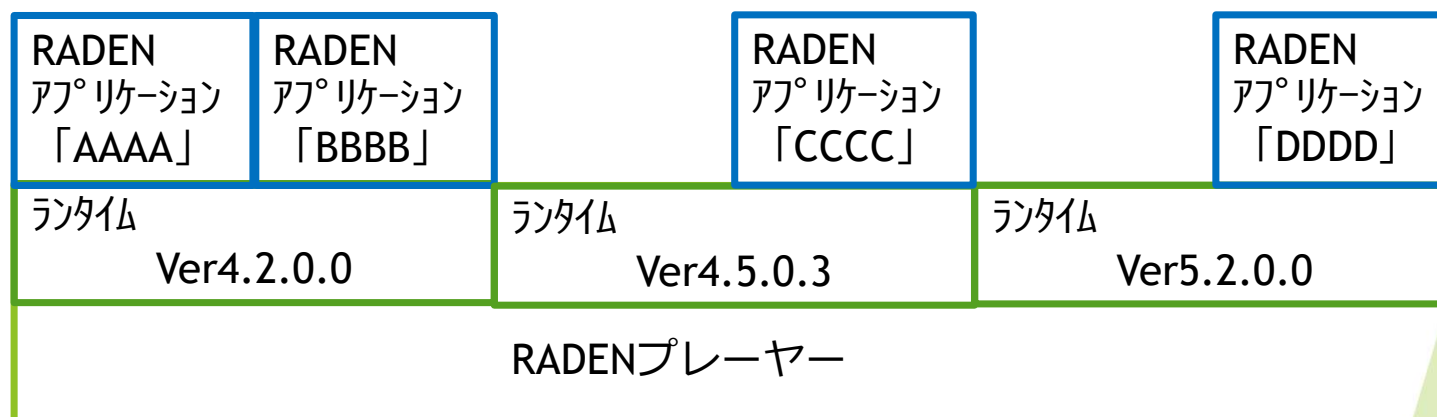 RADEN
ｱﾌﾟﾘｹｰｼｮﾝ
「AAAA」
RADEN
ｱﾌﾟﾘｹｰｼｮﾝ
「BBBB」
RADEN
ｱﾌﾟﾘｹｰｼｮﾝ
「CCCC」
RADEN
ｱﾌﾟﾘｹｰｼｮﾝ
「DDDD」
ﾗﾝﾀｲﾑ
Ver4.2.0.0
ﾗﾝﾀｲﾑ
Ver4.5.0.3
ﾗﾝﾀｲﾑ
Ver5.2.0.0
RADENプレーヤー